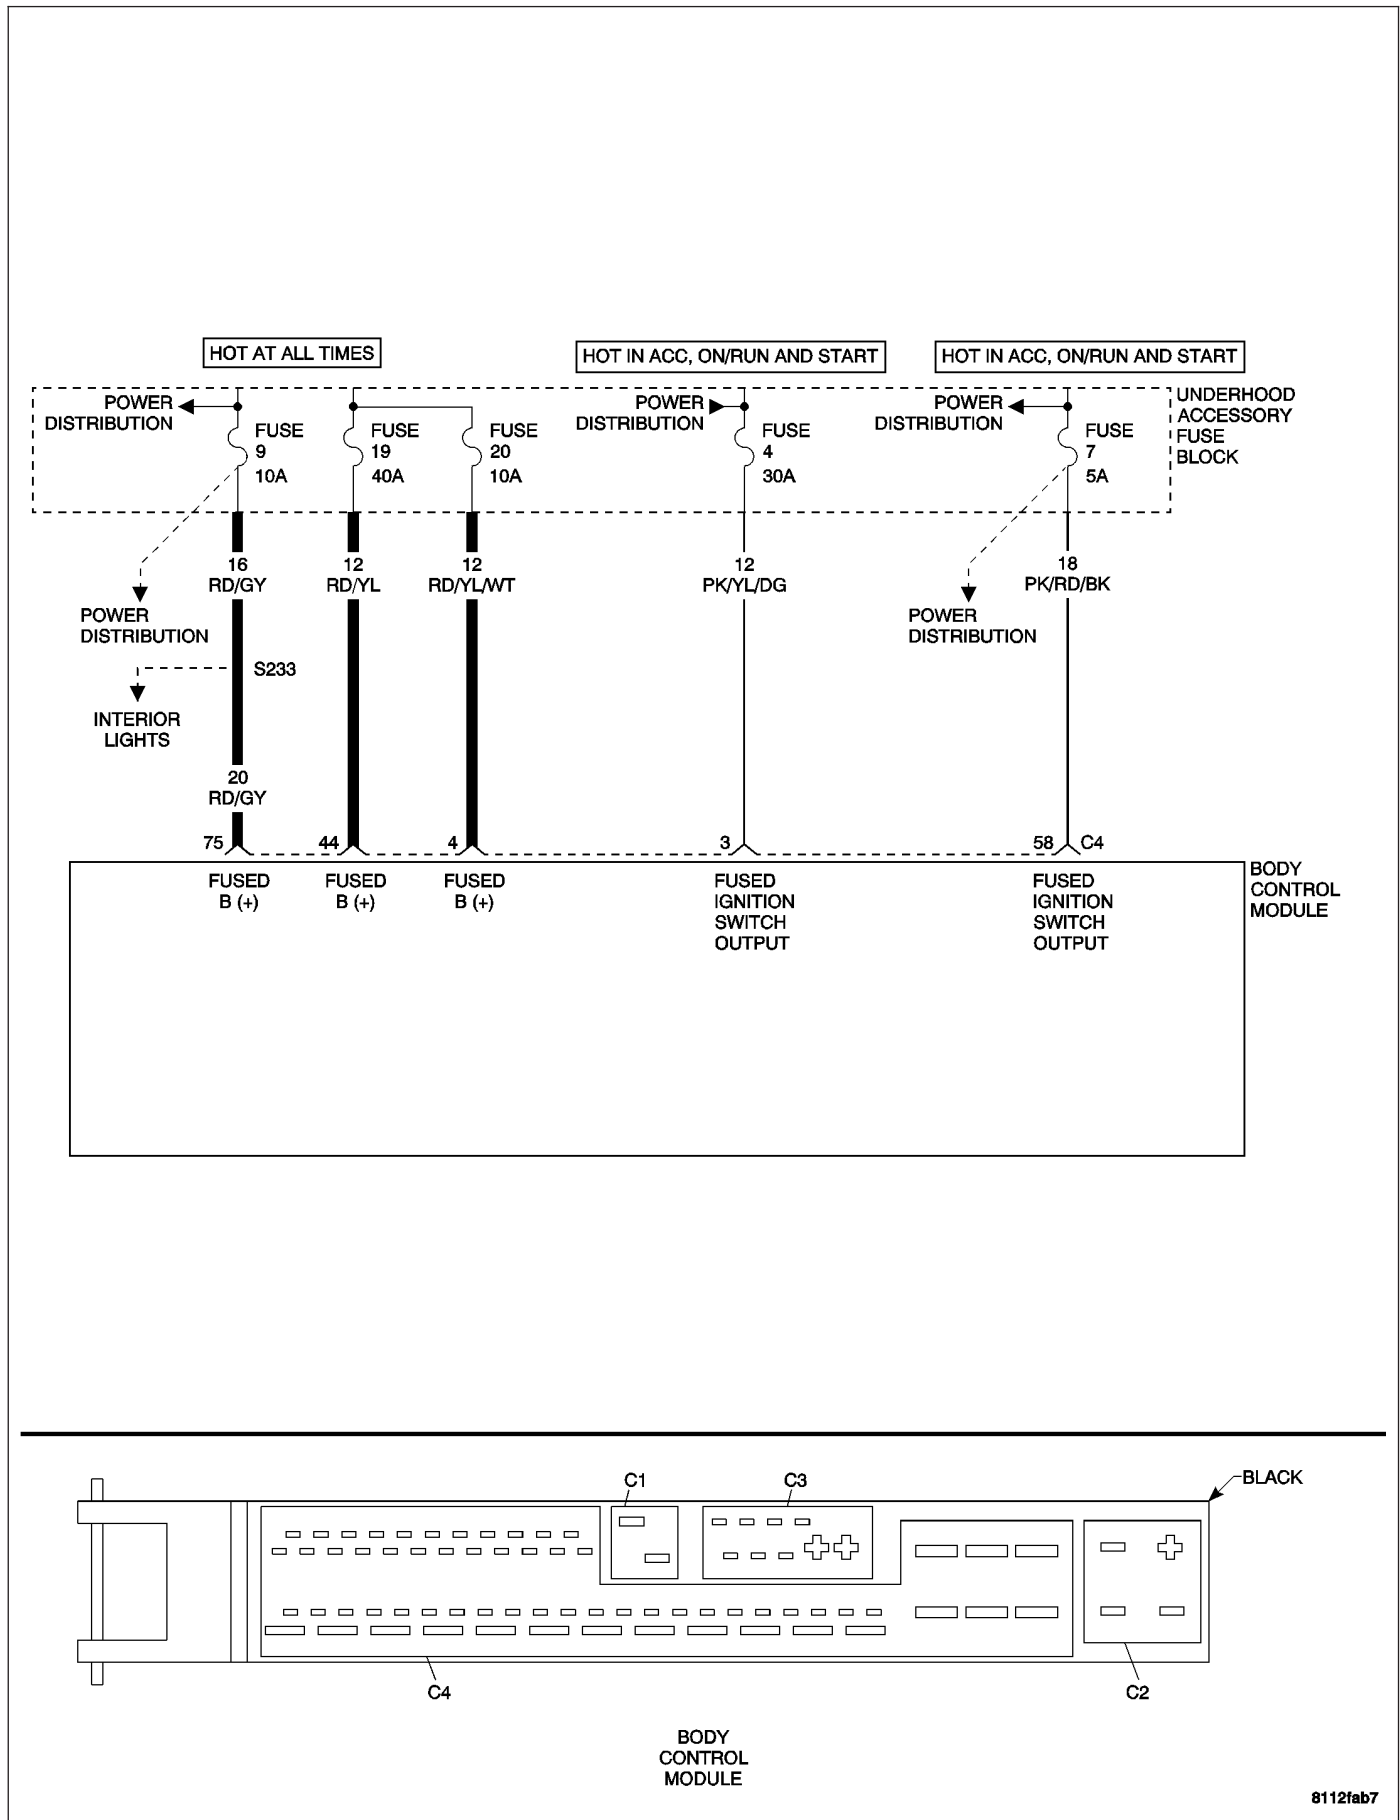 HOT AT ALL TIMES
HOT IN ACC, ON/RUN AND START
HOT IN ACC, ON/RUN AND START
POWER
DISTRIBUTION
FUSE
9
10A
FUSE
19
40A
FUSE
20
10A
POWER
DISTRIBUTION
FUSE
4
30A
POWER
DISTRIBUTION
FUSE
7
5A
UNDERHOOD
ACCESSORY
FUSE
BLOCK
16
RD/GY
12
RD/YL
12
RD/YL/WT
12
PK/YL/DG
18
PK/RD/BK
POWER
DISTRIBUTION
POWER
DISTRIBUTION
S233
INTERIOR
LIGHTS
20
RD/GY
75
44
4
3
58
C4
FUSED
B (+)
FUSED
B (+)
FUSED
B (+)
FUSED
IGNITION
SWITCH
OUTPUT
FUSED
IGNITION
SWITCH
OUTPUT
BODY
CONTROL
MODULE
C1
C3
BLACK
C4
C2
BODY
CONTROL
MODULE
8112fab7